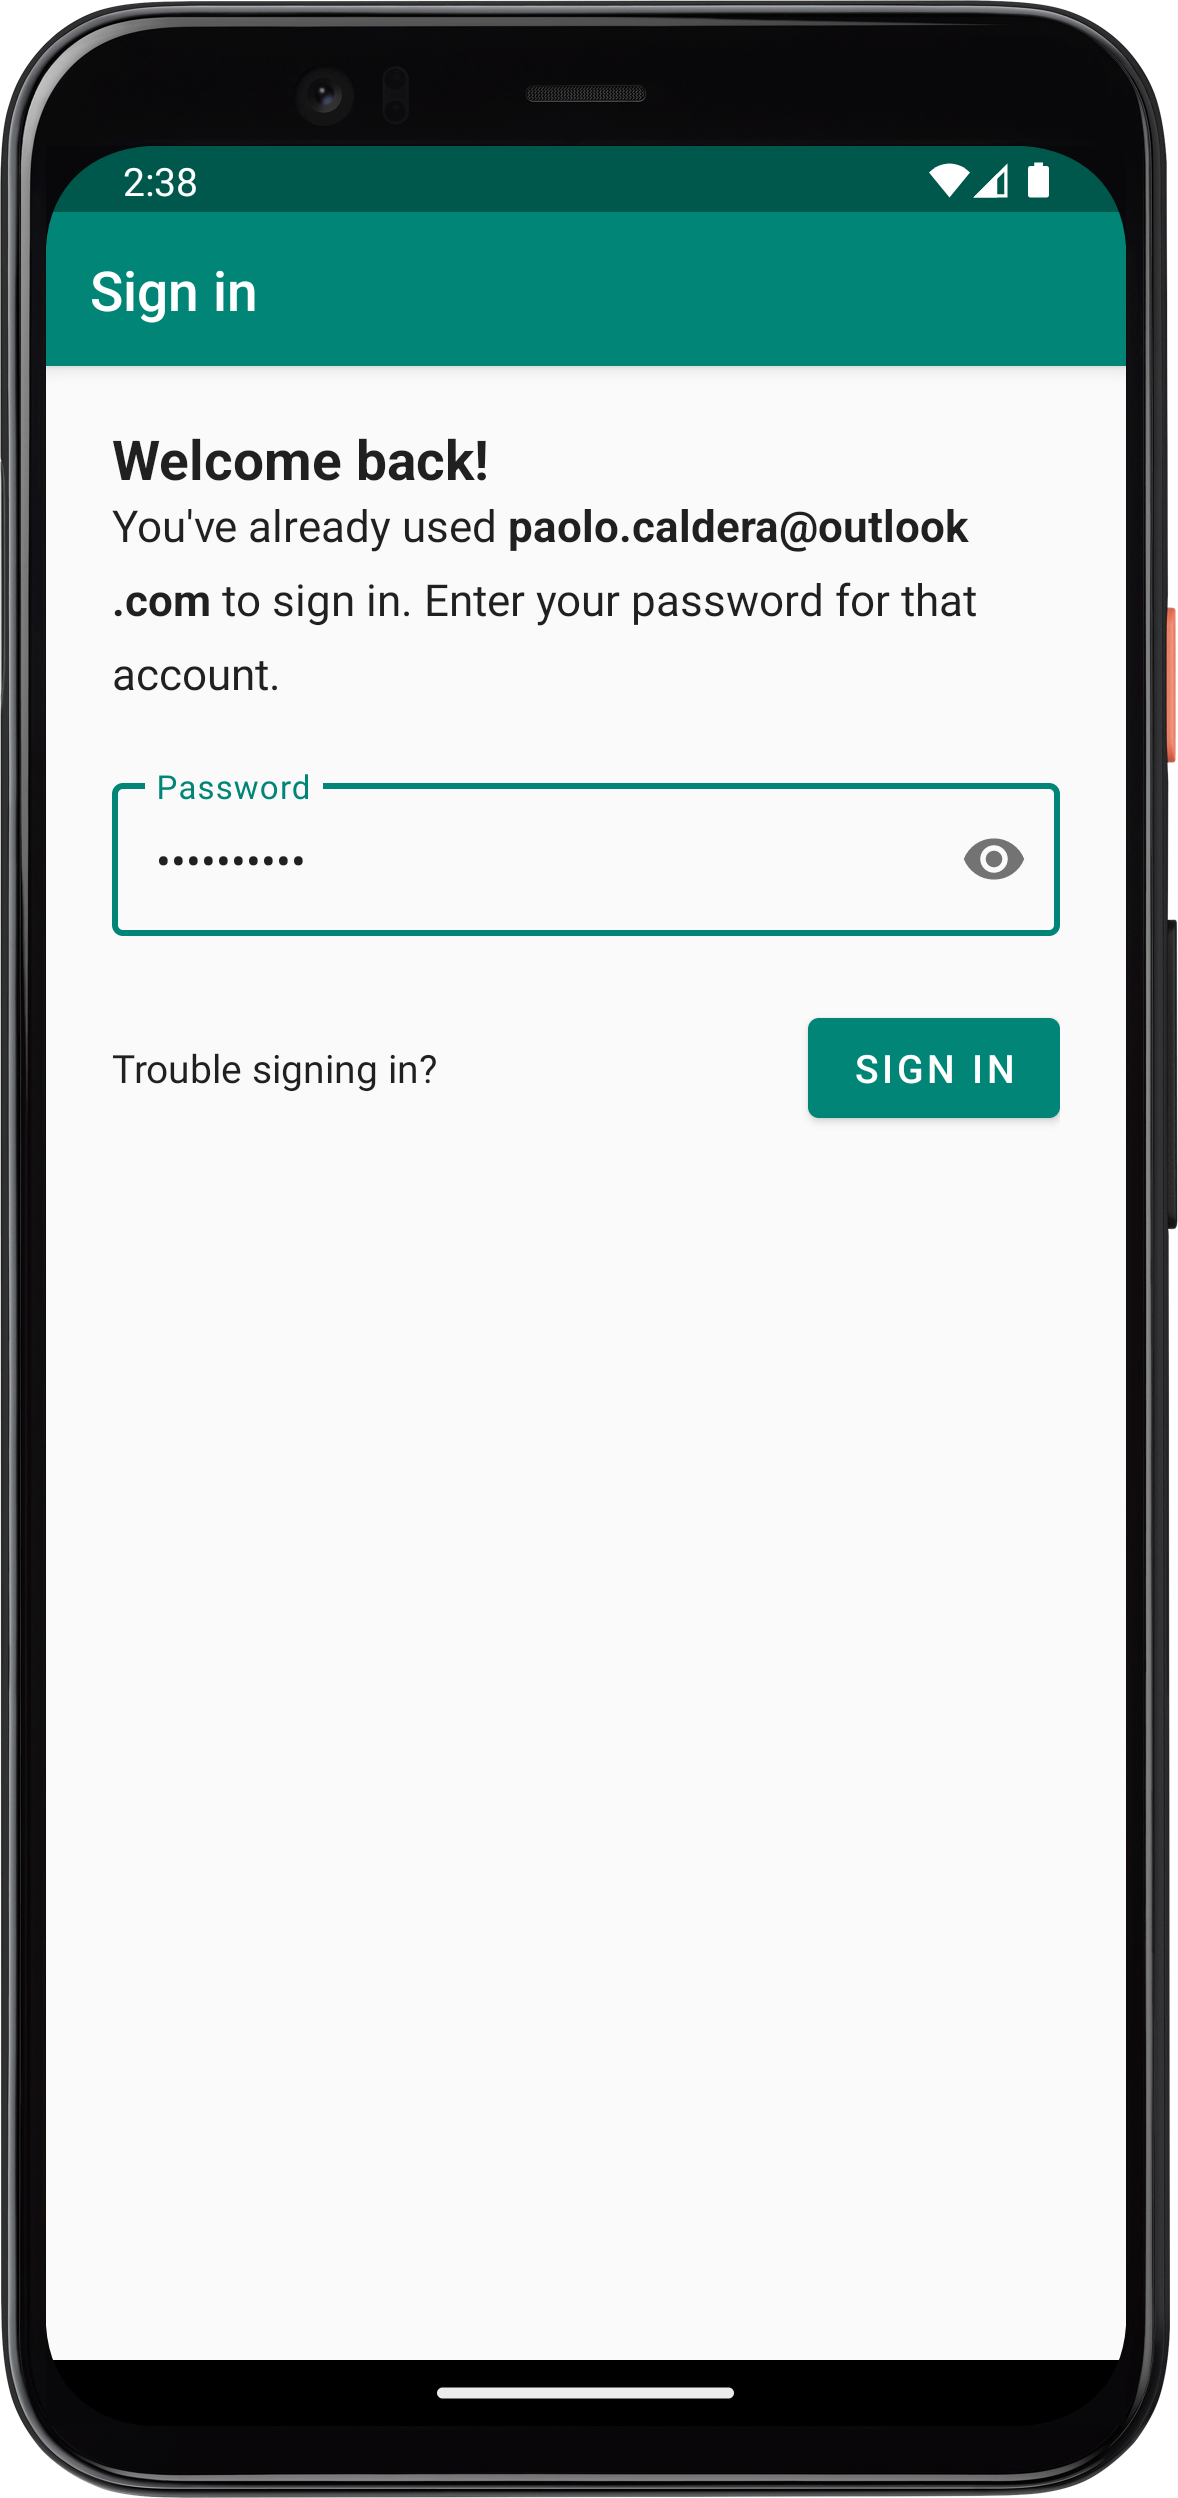 2:38
Sign in
Welcome back!
You've already used paolo.caldera@outlook
.com to sign in. Enter your password for that
account.
Password
••••••••••
Trouble signing in?
SIGN IN